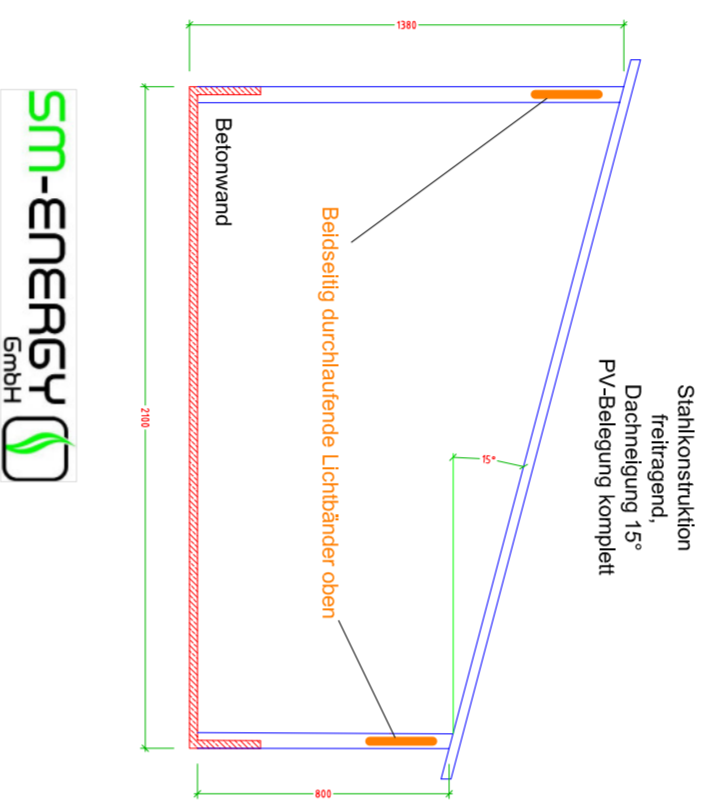 Stahlkonstruktion
freitragend,
Dachneigung 15°
PV-Belegung komplett
1380
15°
Beidseitig durchlaufende Lichtbänder oben
Betonwand
800
2100
SM-ENERGY
GmbH